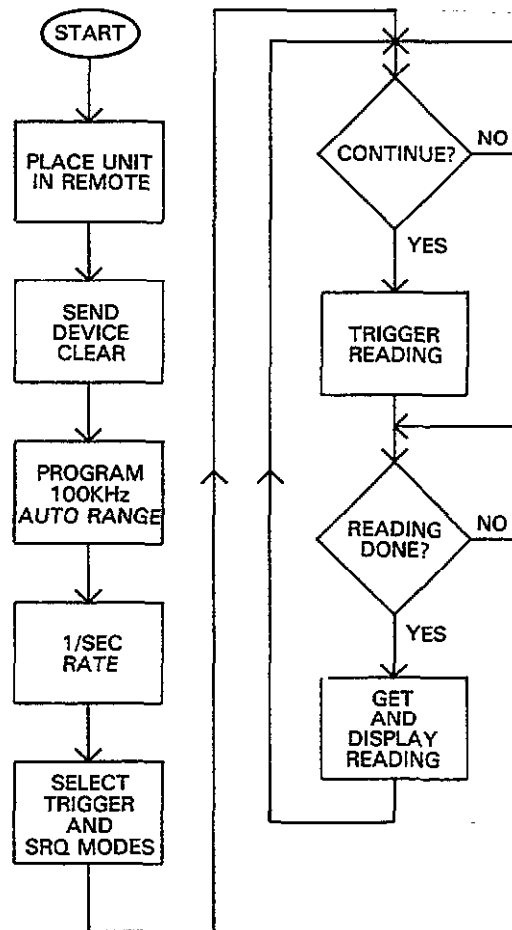 START
PLACE UNIT
IN REMOTE
SEND
DEVICE
CLEAR
PROGRAM
100KHz
AUTO RANGE
1/SEC
RATE
SELECT
TRIGGER
AND
SRQ MODES
CONTINUE?
NO
YES
TRIGGER
READING
READING
DONE?
NO
YES
GET
AND
DISPLAY
READING